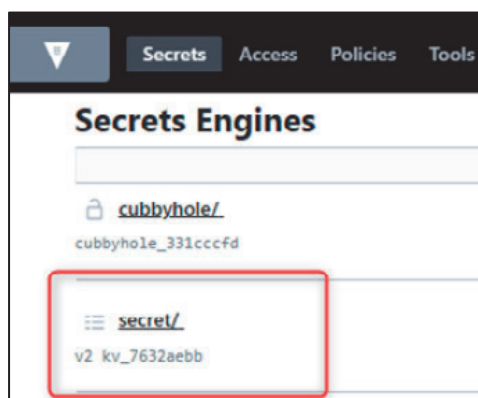 Secrets Access Policies Tools
Secrets Engines
cubbyhole/
cubbyhole_331cccfd
secret/
v2 kv_7632aebb